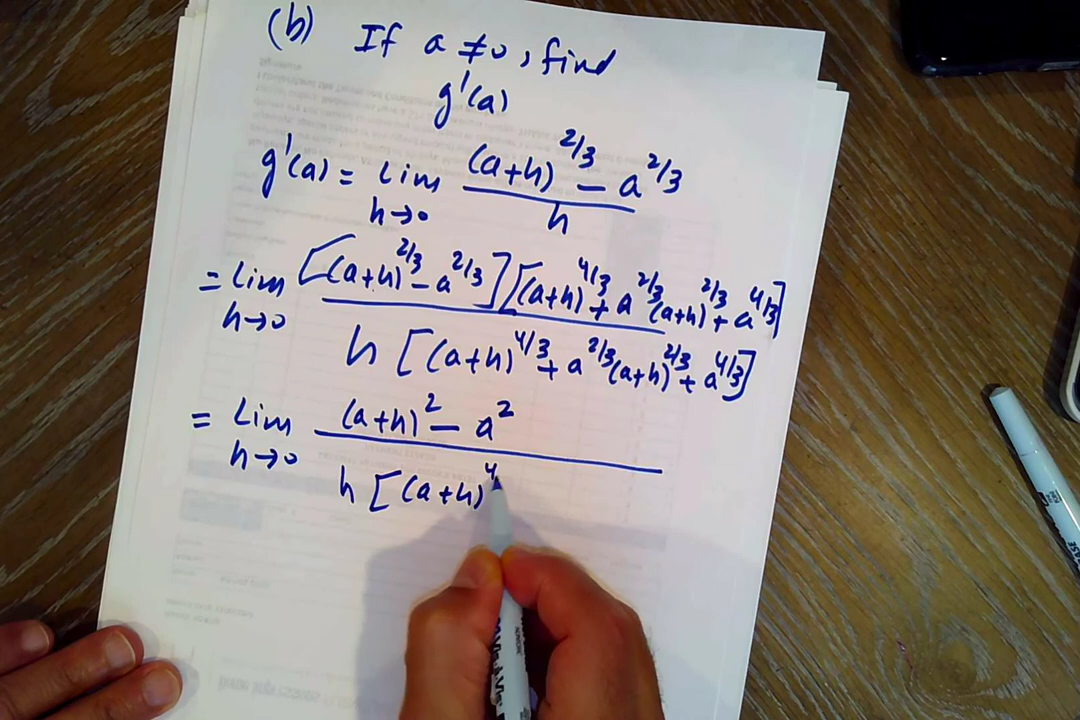 (b) If a ≠ 0, find
g'(a)
g'(a) = lim h→0 (a+h)^2/3 − a^2/3 / h
= lim h→0 [(a+h)^2/3 − a^2/3][(a+h)^4/3 + a^2/3 (a+h)^2/3 + a^4/3] / h [(a+h)^4/3 + a^2/3 (a+h)^2/3 + a^4/3]
= lim h→0 (a+h)^2 − a^2 / h [(a+h)^4